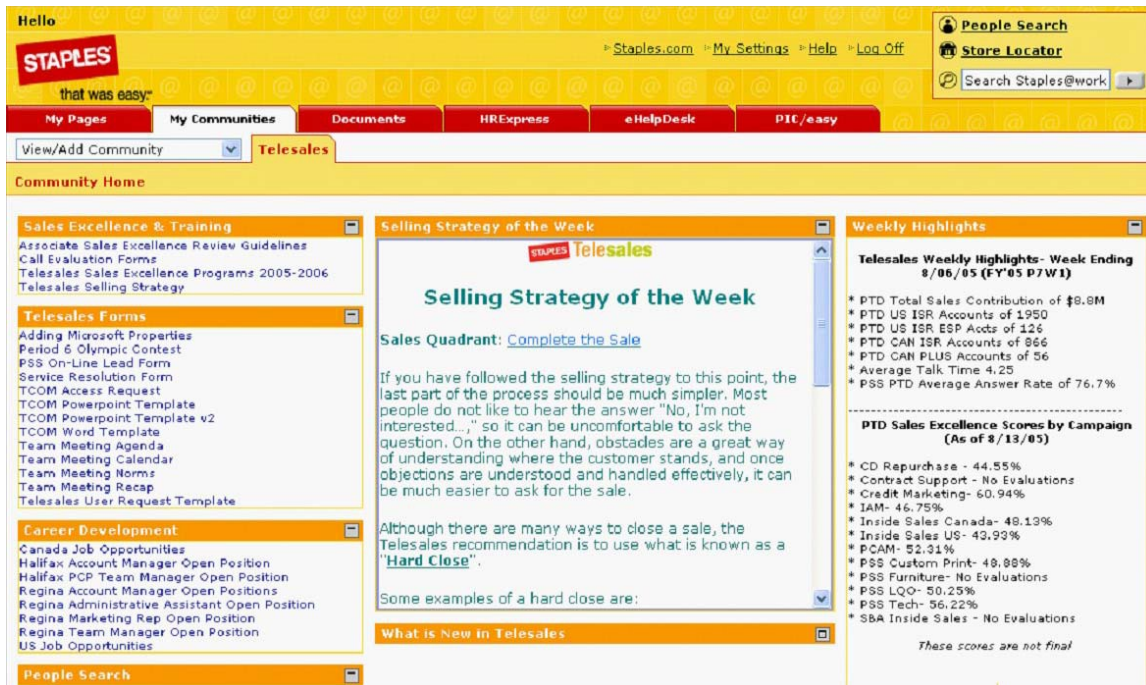 Hello
STAPLES
that was easy.
Staples.com My Settings Help Log Off
People Search
Store Locator
Search Staples@work
My Pages My Communities Documents HRExpress eHelpDesk PIC/easy
View/Add Community Telesales
Community Home
Sales Excellence & Training
Associate Sales Excellence Review Guidelines
Call Evaluation Forms
Telesales Sales Excellence Programs 2005-2006
Telesales Selling Strategy
Telesales Forms
Adding Microsoft Properties
Period 6 Olympic Contest
PSS On-Line Lead Form
Service Resolution Form
TCOM Access Request
TCOM Powerpoint Template
TCOM Powerpoint Template v2
TCOM Word Template
Team Meeting Agenda
Team Meeting Calendar
Team Meeting Norms
Team Meeting Recap
Telesales User Request Template
Career Development
Canada Job Opportunities
Halifax Account Manager Open Position
Halifax PCP Team Manager Open Position
Regina Account Manager Open Positions
Regina Administrative Assistant Open Position
Regina Marketing Rep Open Position
Regina Team Manager Open Position
US Job Opportunities
People Search
Selling Strategy of the Week
STAPLES Telesales
Selling Strategy of the Week
Sales Quadrant: Complete the Sale
If you have followed the selling strategy to this point, the
last part of the process should be much simpler. Most
people do not like to hear the answer "No, I'm not
interested...," so it can be uncomfortable to ask the
question. On the other hand, obstacles are a great way
of understanding where the customer stands, and once
objections are understood and handled effectively, it can
be much easier to ask for the sale.
Although there are many ways to close a sale, the
Telesales recommendation is to use what is known as a
"Hard Close".
Some examples of a hard close are:
What is New in Telesales
Weekly Highlights
Telesales Weekly Highlights- Week Ending
8/06/05 (FY'05 P7W1)
* PTD Total Sales Contribution of $8.8M
* PTD US ISR Accounts of 1950
* PTD US ISR ESP Accts of 126
* PTD CAN ISR Accounts of 866
* PTD CAN PLUS Accounts of 56
* Average Talk Time 4.25
* PSS PTD Average Answer Rate of 76.7%
PTD Sales Excellence Scores by Campaign
(As of 8/13/05)
* CD Repurchase - 44.55%
* Contract Support - No Evaluations
* Credit Marketing- 60.94%
* IAM- 46.75%
* Inside Sales Canada- 48.13%
* Inside Sales US- 43.93%
* PCAM- 52.31%
* PSS Custom Print- 48.88%
* PSS Furniture- No Evaluations
* PSS LQO- 50.25%
* PSS Tech- 56.22%
* SBA Inside Sales - No Evaluations
These scores are not final